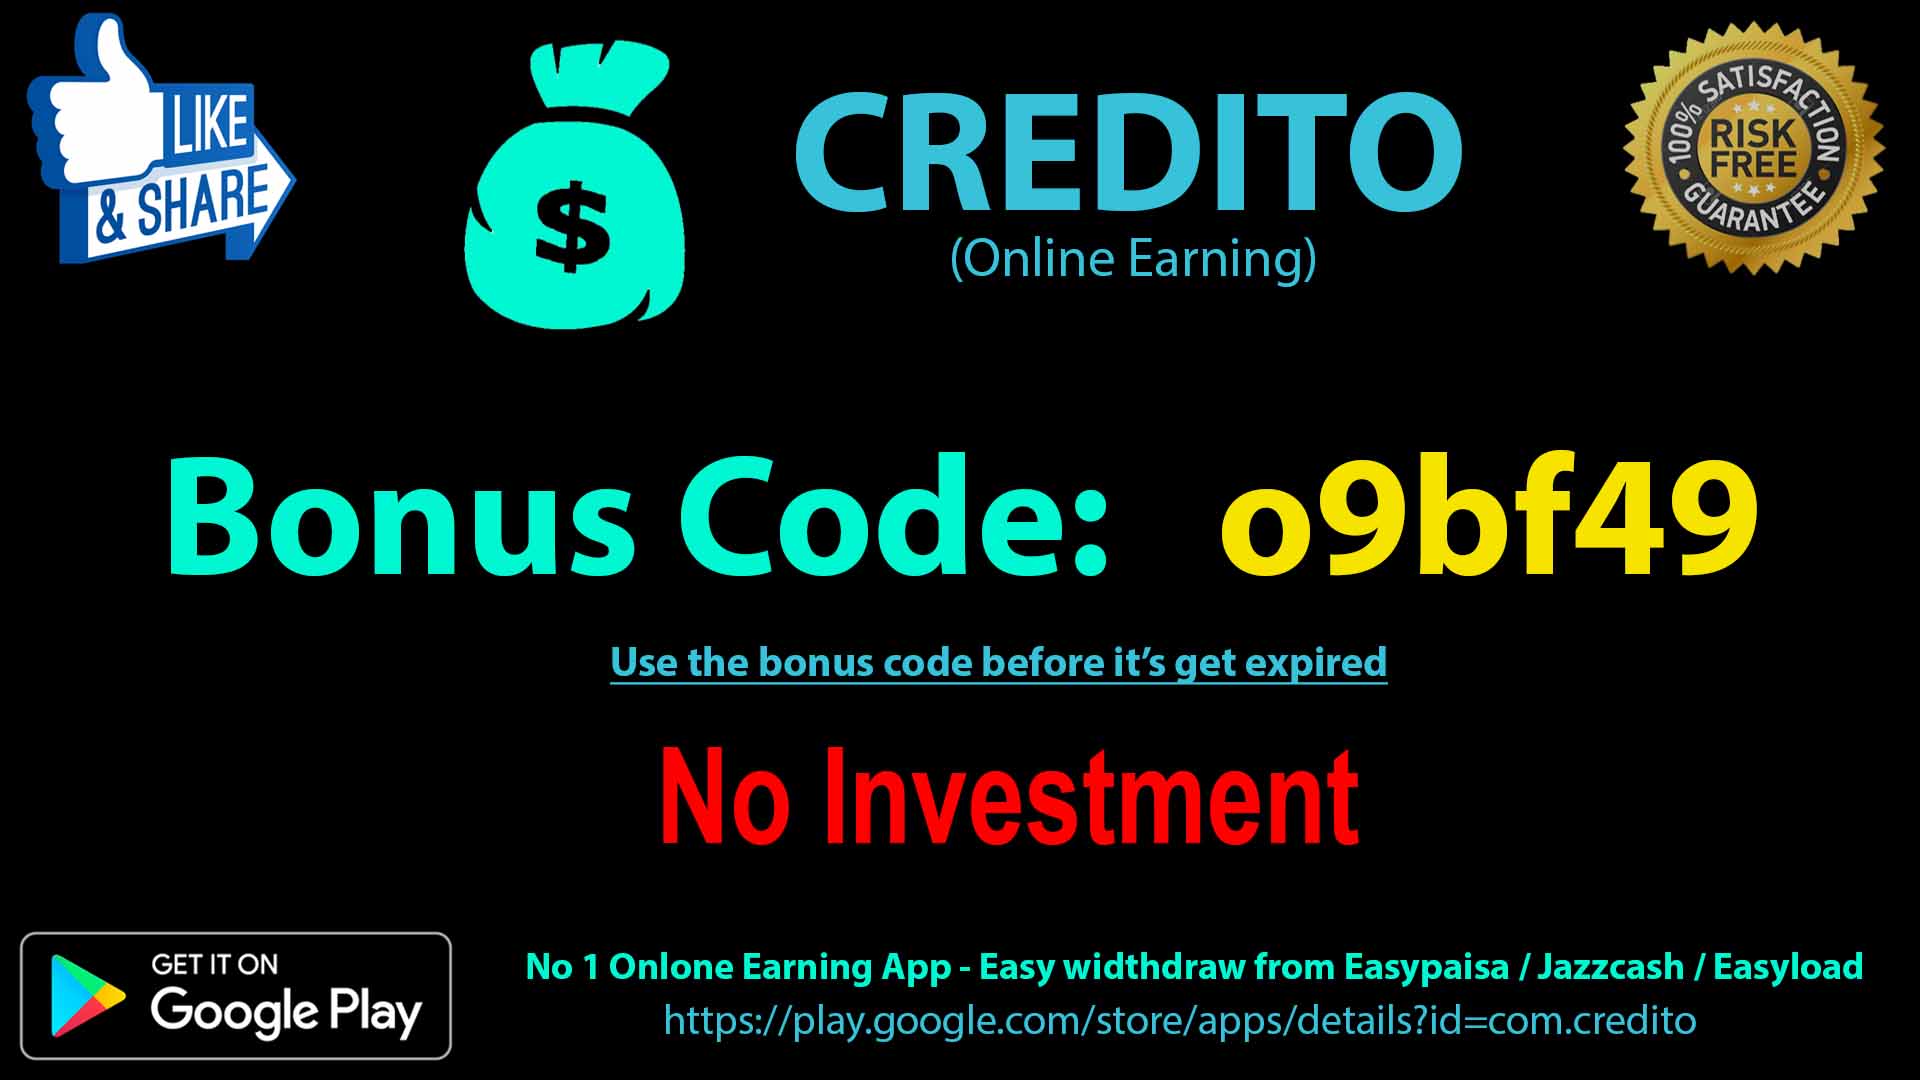 LIKE
& SHARE
CREDITO
(Online Earning)
100% SATISFACTION
RISK
FREE
GUARANTEE
$
Bonus Code: o9bf49
Use the bonus code before it’s get expired
No Investment
GET IT ON
Google Play
No 1 Onlone Earning App - Easy widthdraw from Easypaisa / Jazzcash / Easyload
https://play.google.com/store/apps/details?id=com.credito